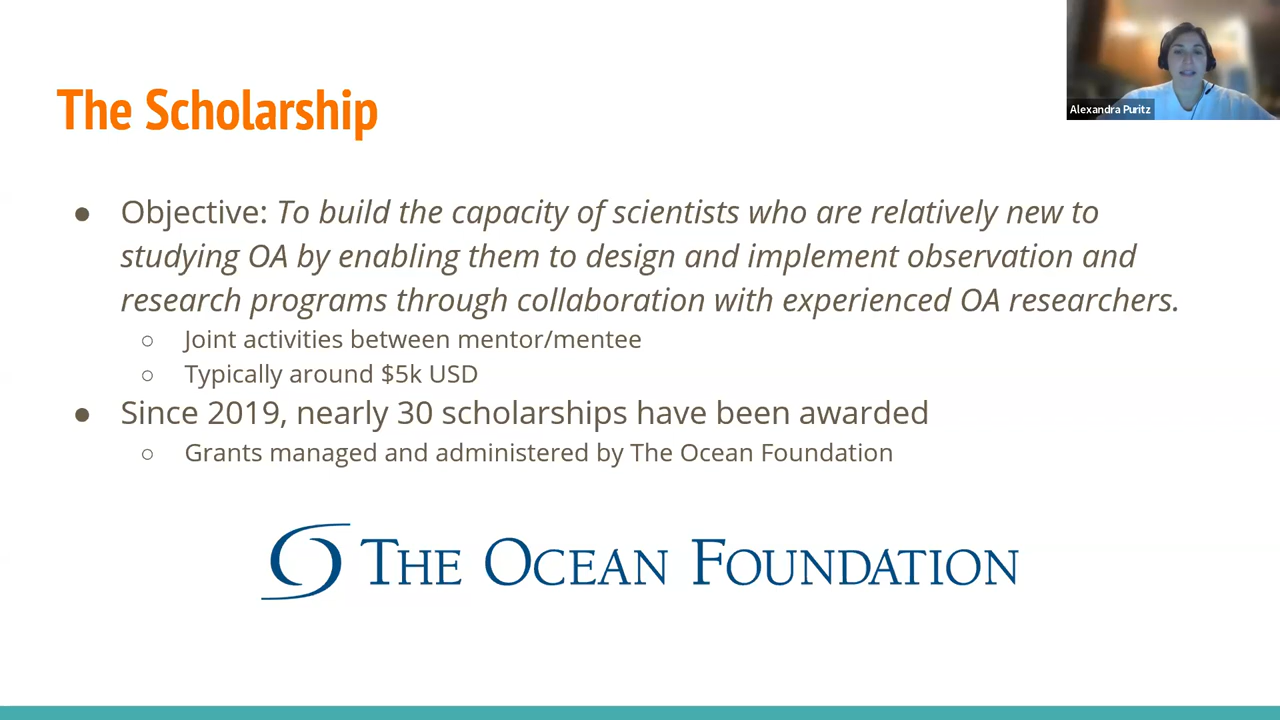 Alexandra Puritz
The Scholarship
● Objective: To build the capacity of scientists who are relatively new to
studying OA by enabling them to design and implement observation and
research programs through collaboration with experienced OA researchers.
○ Joint activities between mentor/mentee
○ Typically around $5k USD
● Since 2019, nearly 30 scholarships have been awarded
○ Grants managed and administered by The Ocean Foundation
THE OCEAN FOUNDATION